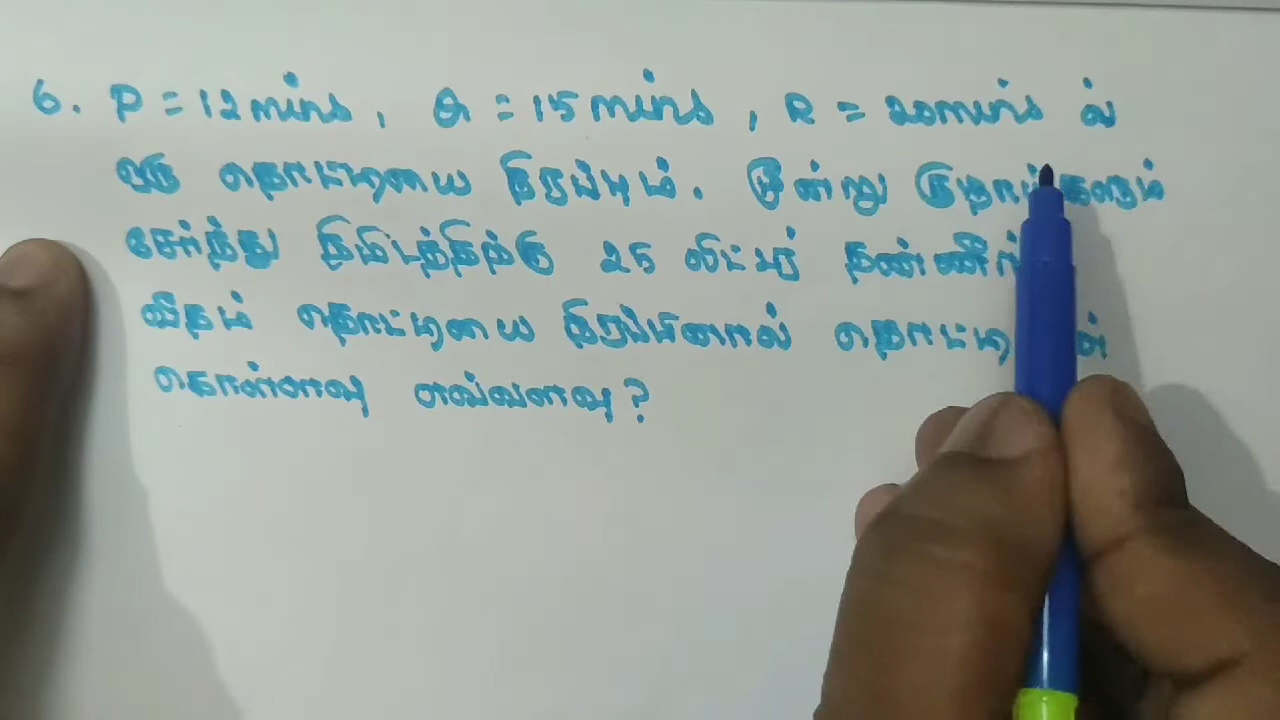 6. P = 12 mins, Q = 15 mins, R = 20 mins ல்
ஒரு தொட்டியை நிரப்பும். மூன்று குழாய்களும்
சேர்ந்து நிமிடத்திற்கு 25 லிட்டர் தண்ணீர்
வீதம் தொட்டியை நிரப்பினால்
கொள்ளளவு எவ்வளவு?